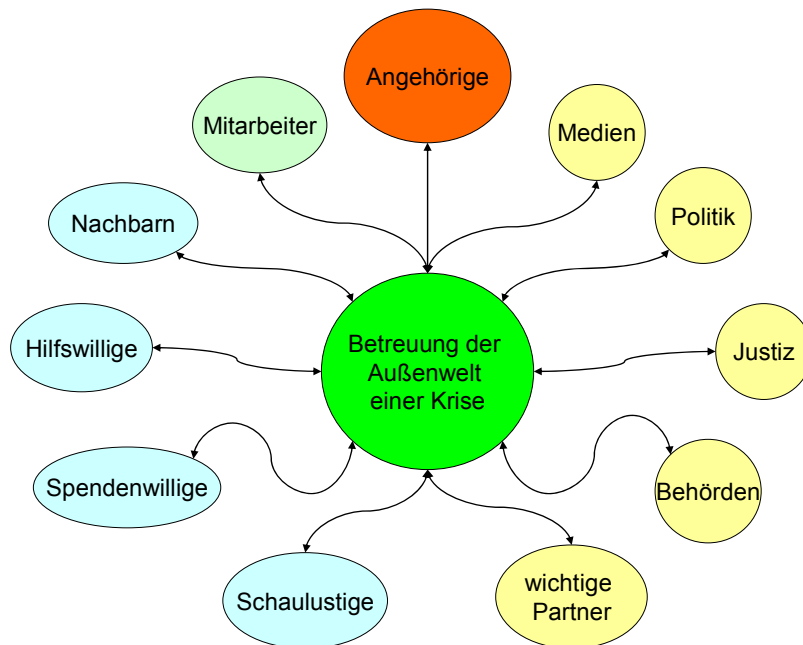 Angehörige
Mitarbeiter
Medien
Nachbarn
Politik
Hilfswillige
Betreuung der
Außenwelt
einer Krise
Justiz
Spendenwillige
Behörden
Schaulustige
wichtige
Partner